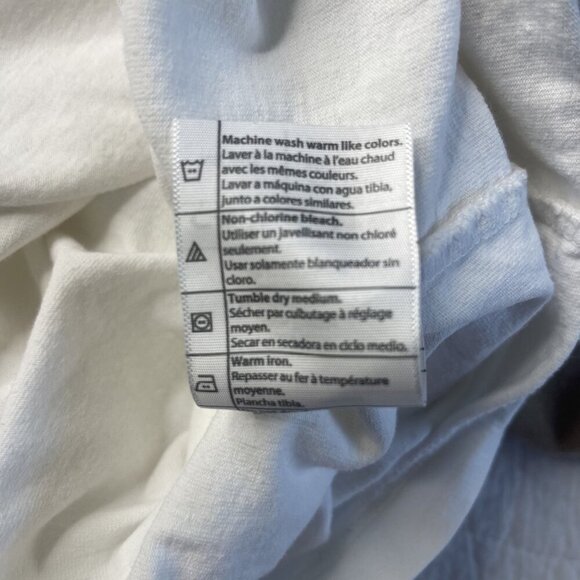 Machine wash warm like colors.
Laver à la machine à l'eau chaud
avec les mêmes couleurs.
Lavar a máquina con agua tibia,
junto a colores similares.
Non-chlorine bleach.
Utiliser un javellisant non chloré
seulement.
Usar solamente blanqueador sin
cloro.
Tumble dry medium.
Sécher par culbutage à réglage
moyen.
Secar en secadora en ciclo medio.
Warm iron.
Repasser au fer à température
moyenne.
Plancha tibia.